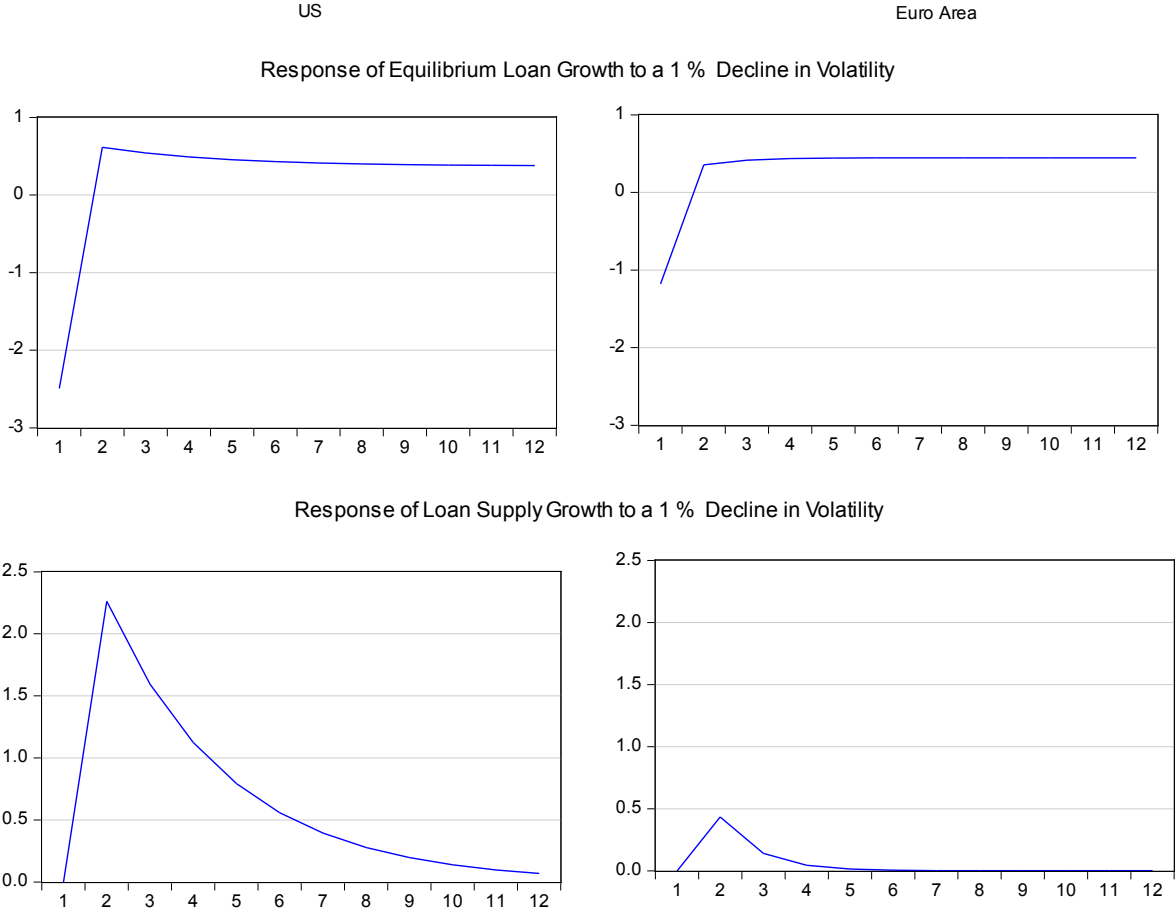 US
Euro Area
Response of Equilibrium Loan Growth to a 1 % Decline in Volatility
1
0
-1
-2
-3
1 2 3 4 5 6 7 8 9 10 11 12
1
0
-1
-2
-3
1 2 3 4 5 6 7 8 9 10 11 12
Response of Loan Supply Growth to a 1 % Decline in Volatility
2.5
2.0
1.5
1.0
0.5
0.0
1 2 3 4 5 6 7 8 9 10 11 12
2.5
2.0
1.5
1.0
0.5
0.0
1 2 3 4 5 6 7 8 9 10 11 12